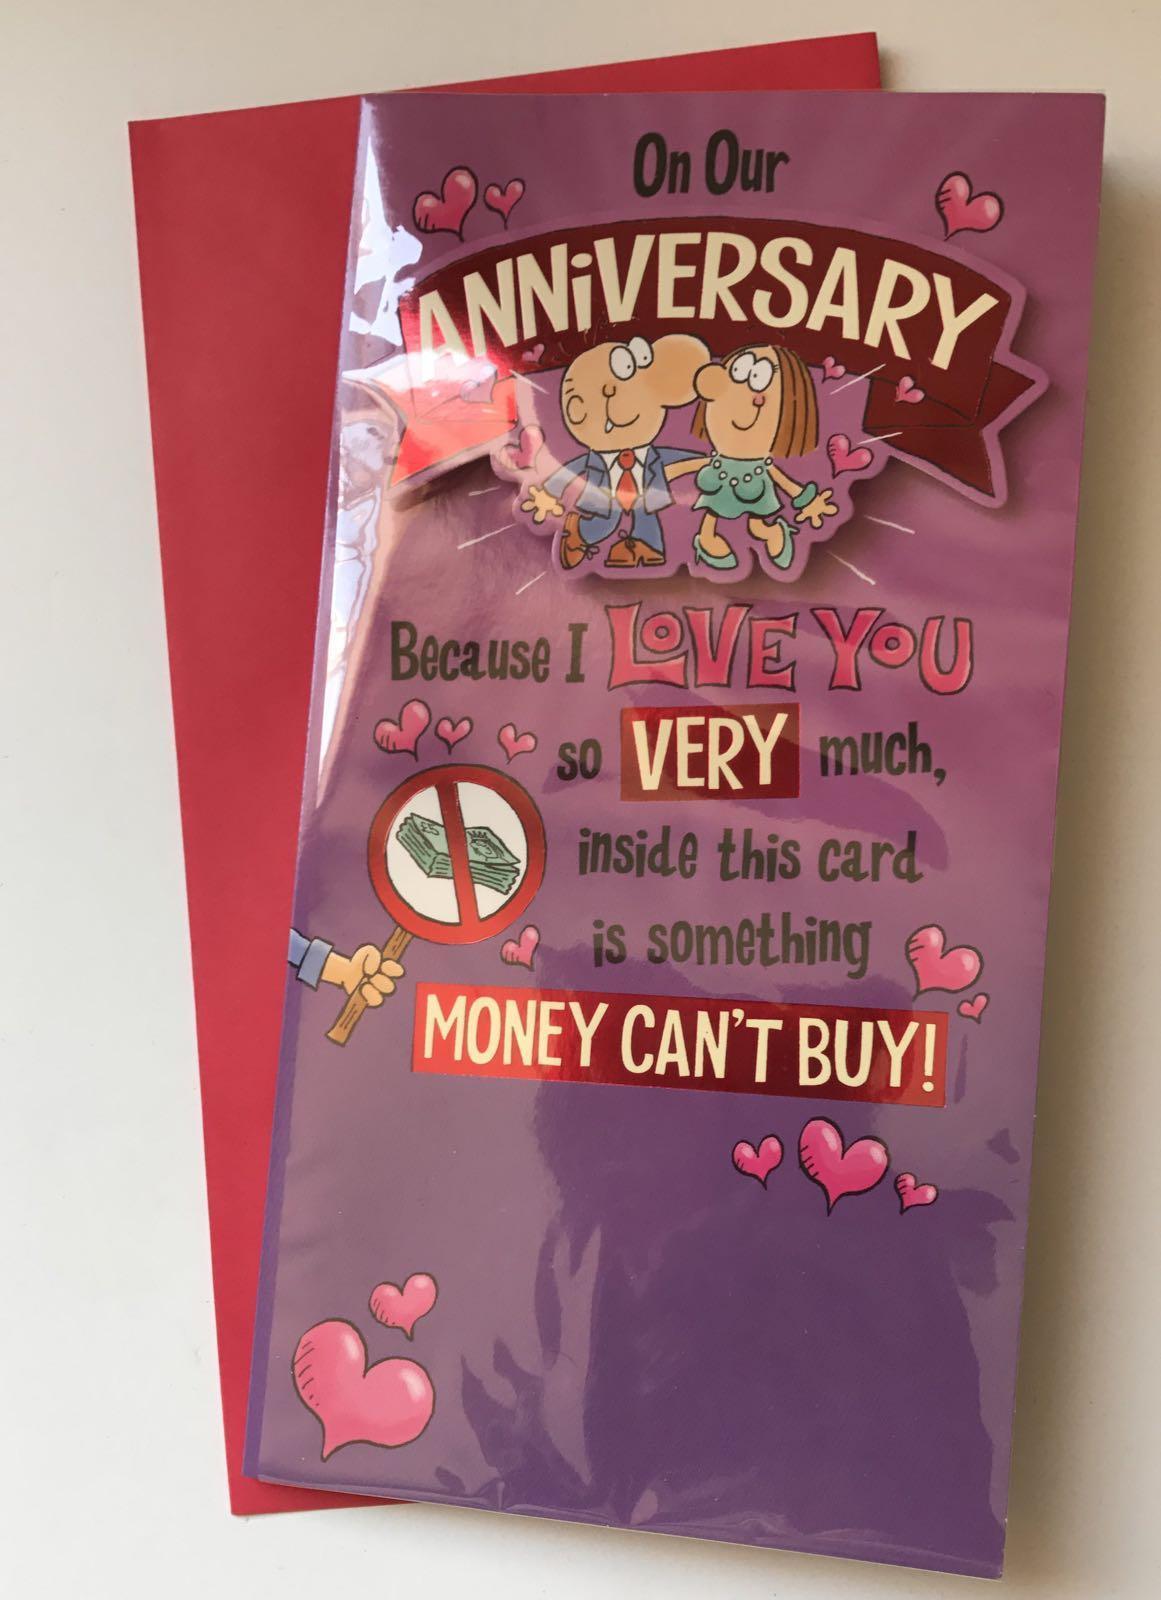 On Our
ANNiVERSARY
Because I LOVE YOU
so VERY much,
inside this card
is something
MONEY CAN'T BUY!